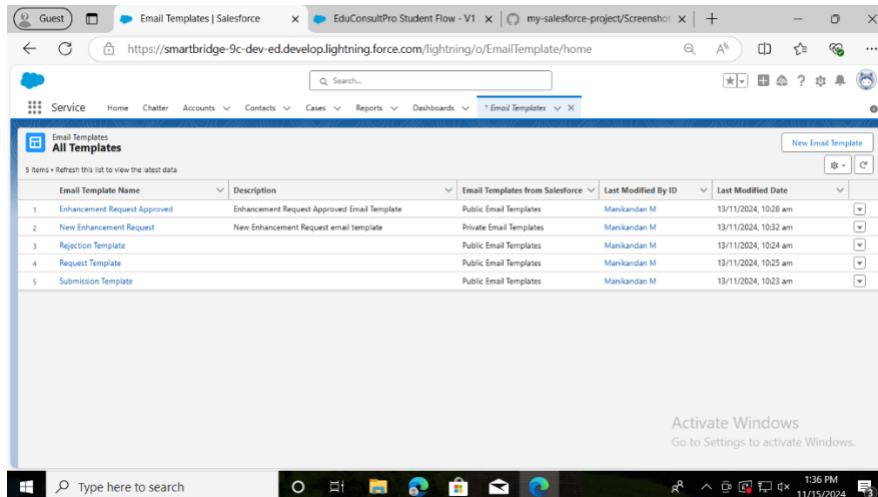 Guest
Email Templates | Salesforce
EduConsultPro Student Flow - V1
my-salesforce-project/Screenshot
https://smartbridge-9c-dev-ed.develop.lightning.force.com/lightning/o/EmailTemplate/home
Search...
Service Home Chatter Accounts Contacts Cases Reports Dashboards * Email Templates
Email Templates
All Templates
New Email Template
5 items • Refresh this list to view the latest data
Email Template Name Description Email Templates from Salesforce Last Modified By ID Last Modified Date
1 Enhancement Request Approved Enhancement Request Approved Email Template Public Email Templates Manikandan M 13/11/2024, 10:28 am
2 New Enhancement Request New Enhancement Request email template Private Email Templates Manikandan M 13/11/2024, 10:32 am
3 Rejection Template Public Email Templates Manikandan M 13/11/2024, 10:24 am
4 Request Template Public Email Templates Manikandan M 13/11/2024, 10:25 am
5 Submission Template Public Email Templates Manikandan M 13/11/2024, 10:23 am
Activate Windows
Go to Settings to activate Windows.
Type here to search
1:36 PM
11/15/2024